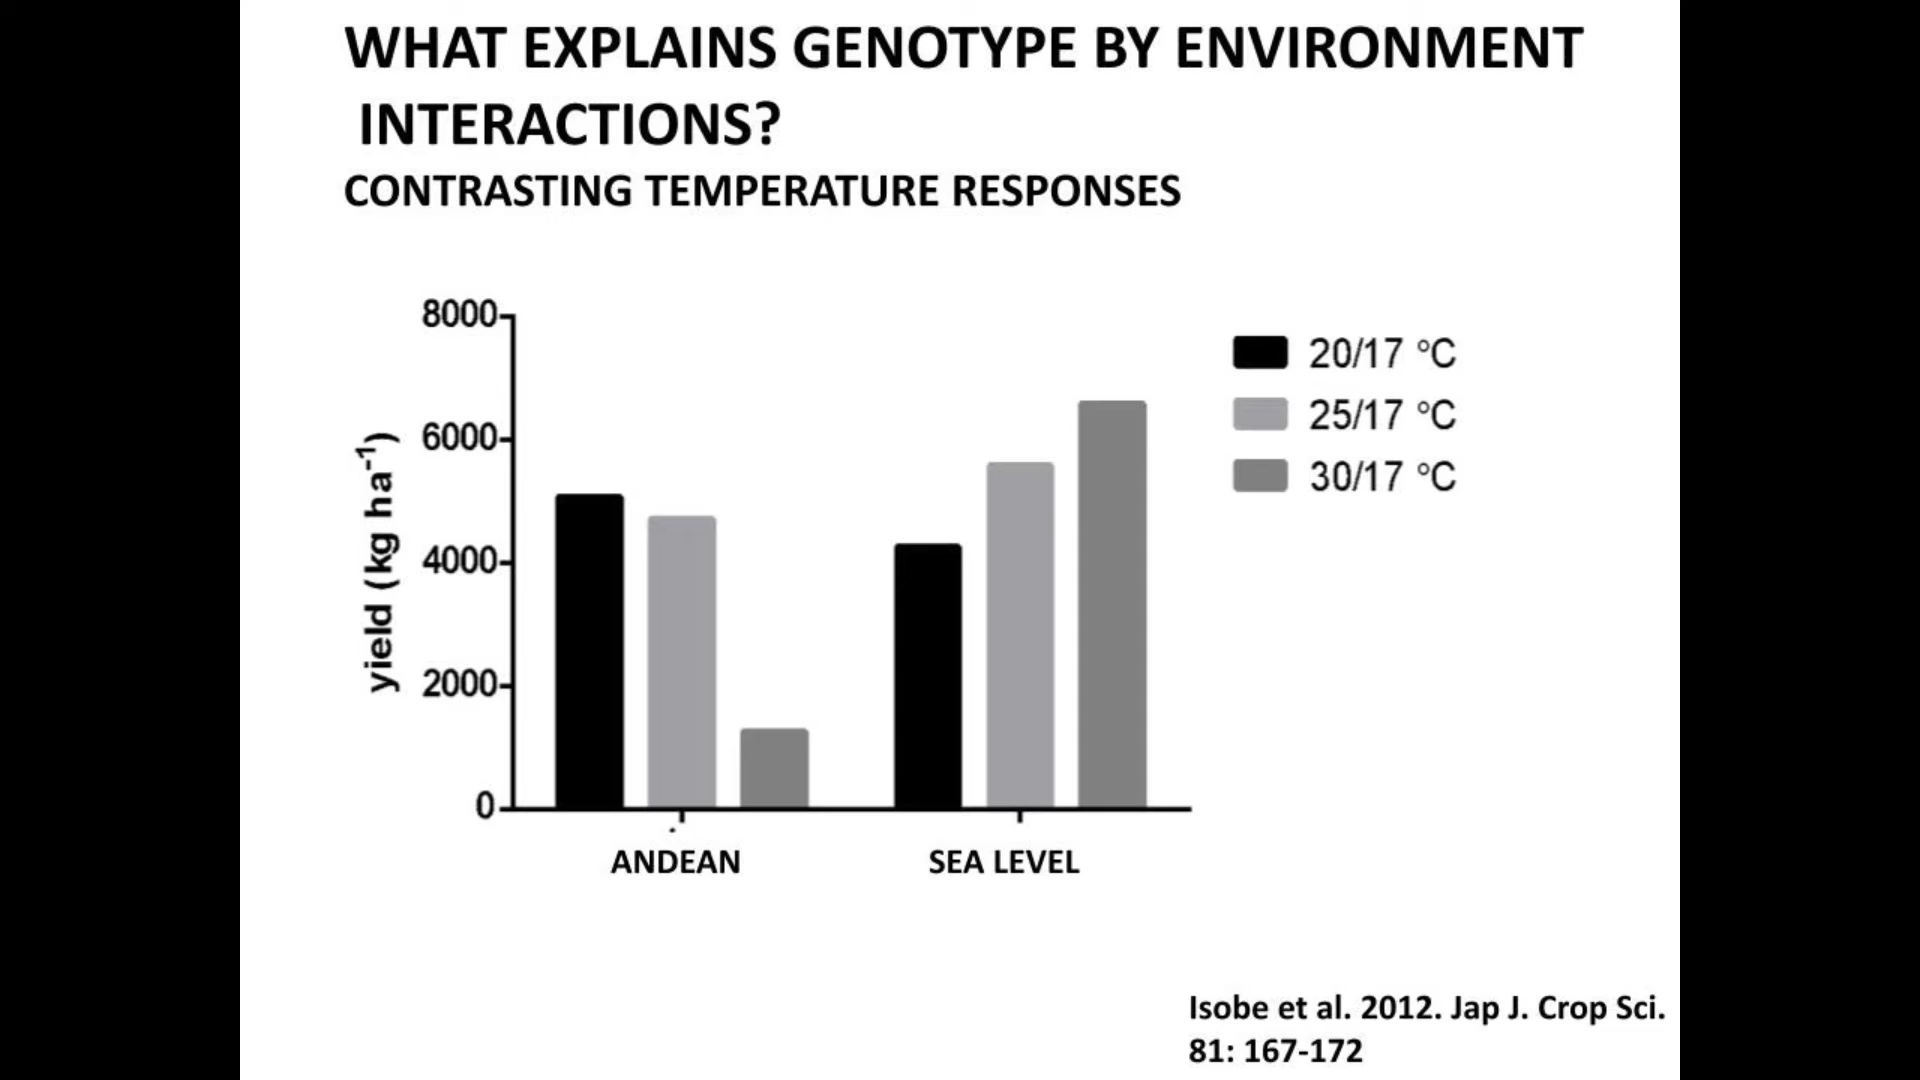 WHAT EXPLAINS GENOTYPE BY ENVIRONMENT
INTERACTIONS?
CONTRASTING TEMPERATURE RESPONSES
8000
6000
4000
2000
0
yield (kg ha⁻¹)
20/17 °C
25/17 °C
30/17 °C
ANDEAN
SEA LEVEL
Isobe et al. 2012. Jap J. Crop Sci.
81: 167-172